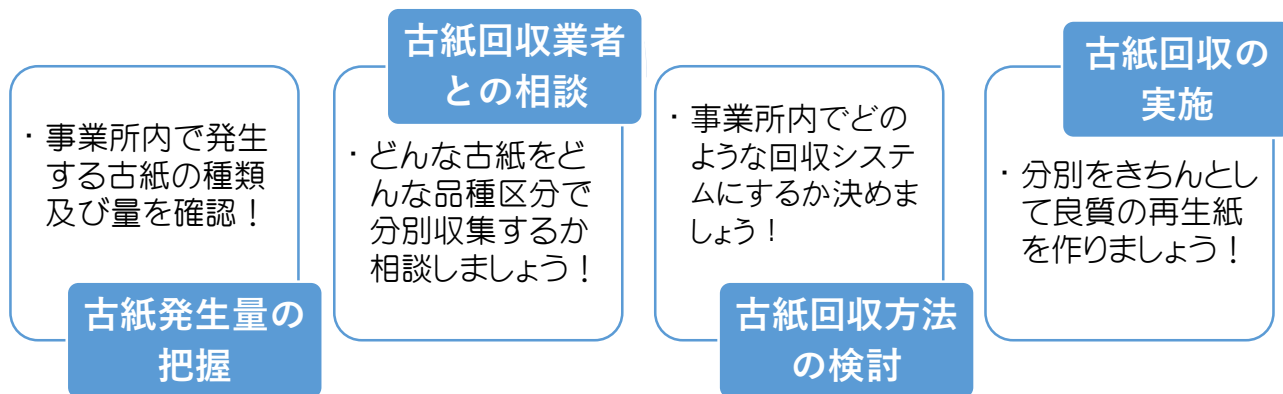 ・事業所内で発生
する古紙の種類
及び量を確認！
古紙発生量の
把握
古紙回収業者
との相談
・どんな古紙をど
んな品種区分で
分別収集するか
相談しましょう！
・事業所内でどの
ような回収システ
ムにするか決めま
しょう！
古紙回収方法
の検討
古紙回収の
実施
・分別をきちんとし
て良質の再生紙
を作りましょう！